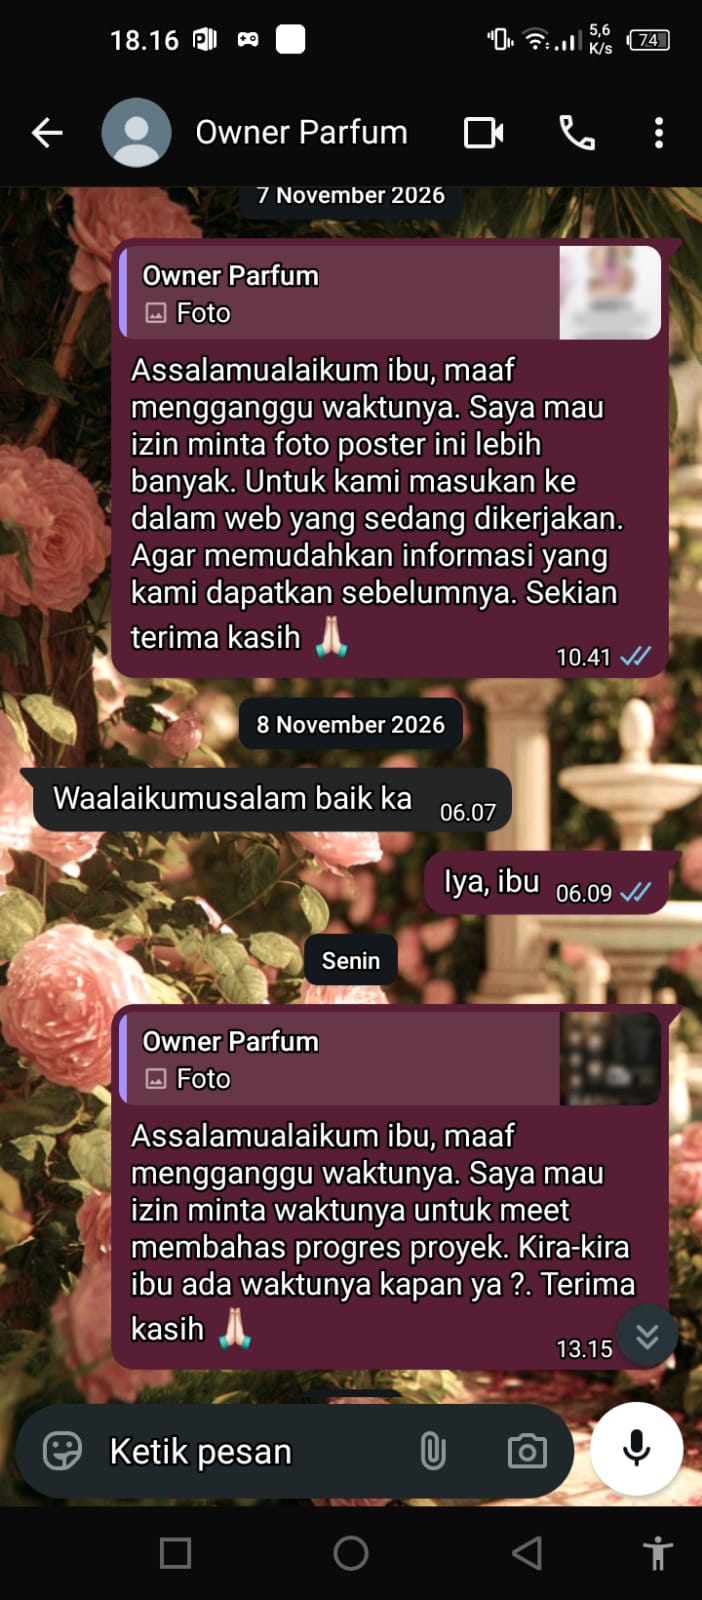 18.16
5,6
K/s
74
Owner Parfum
7 November 2026
Owner Parfum
Foto
Assalamualaikum ibu, maaf
mengganggu waktunya. Saya mau
izin minta foto poster ini lebih
banyak. Untuk kami masukan ke
dalam web yang sedang dikerjakan.
Agar memudahkan informasi yang
kami dapatkan sebelumnya. Sekian
terima kasih 🙏🏻
10.41
8 November 2026
Waalaikumusalam baik ka
06.07
Iya, ibu
06.09
Senin
Owner Parfum
Foto
Assalamualaikum ibu, maaf
mengganggu waktunya. Saya mau
izin minta waktunya untuk meet
membahas progres proyek. Kira-kira
ibu ada waktunya kapan ya ?. Terima
kasih 🙏🏻
13.15
Ketik pesan